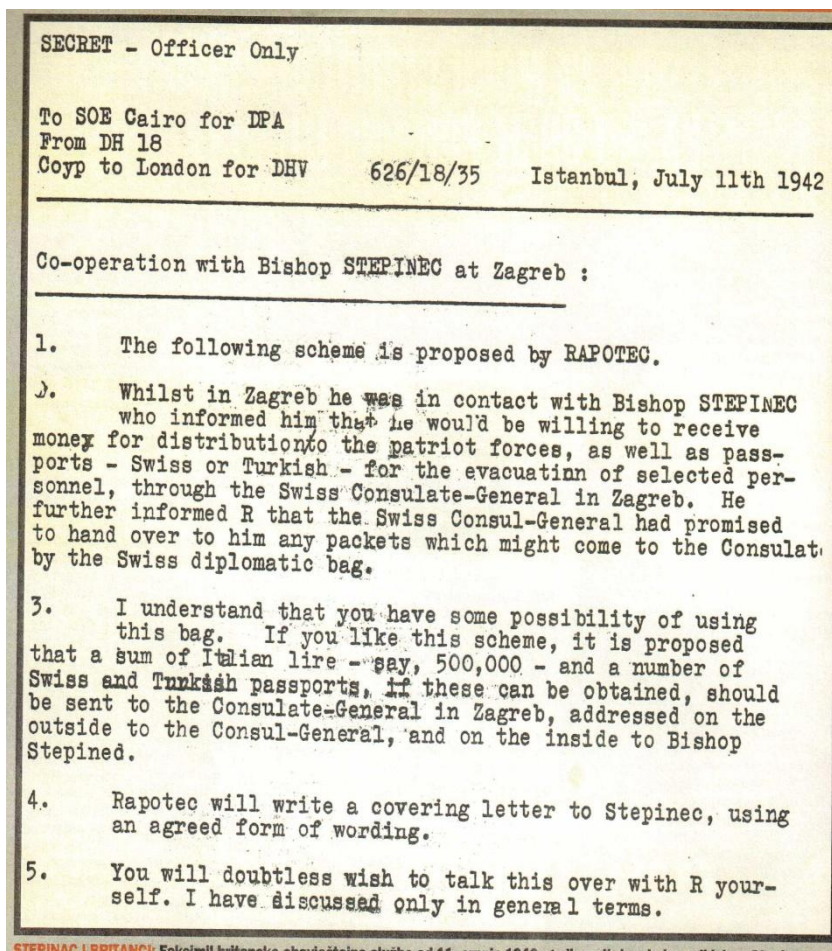 SECRET - Officer Only
To SOE Cairo for DPA
From DH 18
Coyp to London for DHV 626/18/35 Istanbul, July 11th 1942
Co-operation with Bishop STEPINEC at Zagreb :
1. The following scheme is proposed by RAPOTEC.
2. Whilst in Zagreb he was in contact with Bishop STEPINEC
who informed him that he would be willing to receive
money for distribution to the patriot forces, as well as pass-
ports - Swiss or Turkish - for the evacuation of selected per-
sonnel, through the Swiss Consulate-General in Zagreb. He
further informed R that the Swiss Consul-General had promised
to hand over to him any packets which might come to the Consulat
by the Swiss diplomatic bag.
3. I understand that you have some possibility of using
this bag. If you like this scheme, it is proposed
that a sum of Italian lire - say, 500,000 - and a number of
Swiss and Turkish passports, if these can be obtained, should
be sent to the Consulate-General in Zagreb, addressed on the
outside to the Consul-General, and on the inside to Bishop
Stepined.
4. Rapotec will write a covering letter to Stepinec, using
an agreed form of wording.
5. You will doubtless wish to talk this over with R your-
self. I have discussed only in general terms.
STEPINAC I BRITANCI: